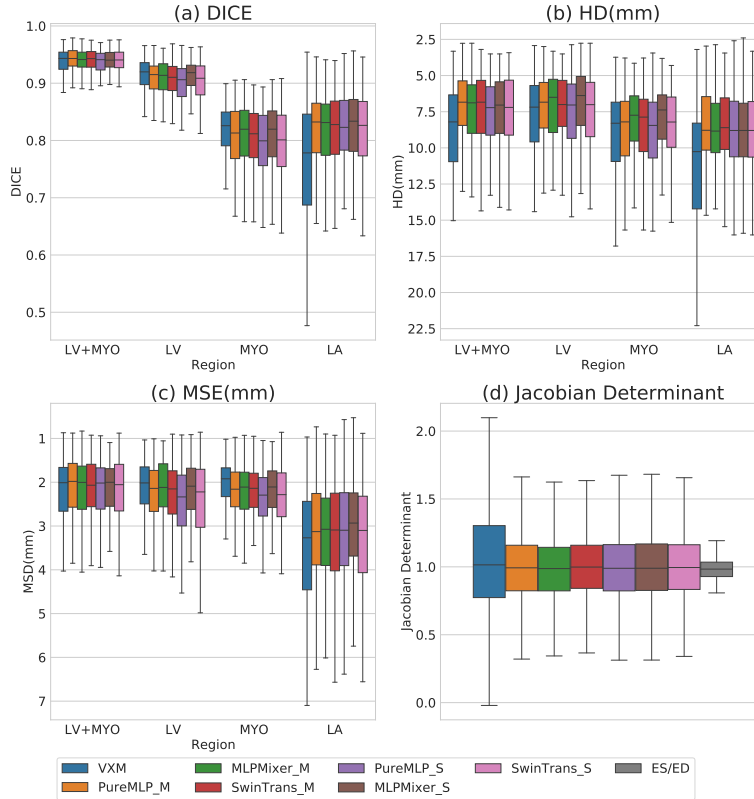 (a) DICE
1.0
0.9
0.8
0.7
0.6
0.5
DICE
LV+MYO LV MYO LA
Region
(b) HD(mm)
2.5
5.0
7.5
10.0
12.5
15.0
17.5
20.0
22.5
HD(mm)
LV+MYO LV MYO LA
Region
(c) MSE(mm)
1
2
3
4
5
6
7
MSD(mm)
LV+MYO LV MYO LA
Region
(d) Jacobian Determinant
2.0
1.5
1.0
0.5
0.0
Jacobian Determinant
VXM MLPMixer_M PureMLP_S SwinTrans_S ES/ED
PureMLP_M SwinTrans_M MLPMixer_S